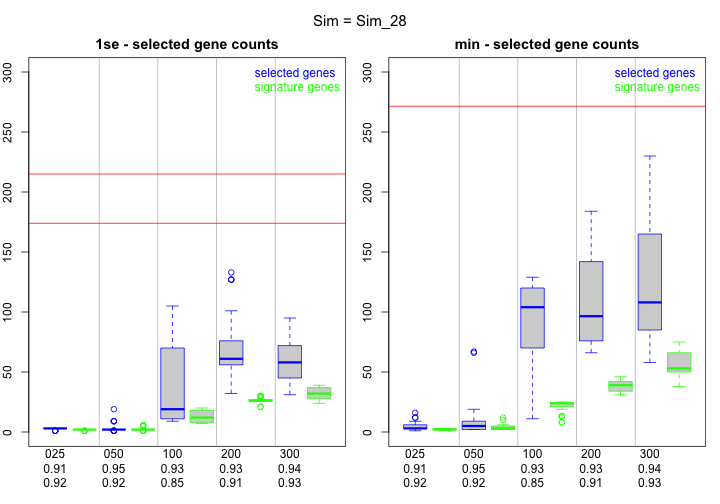 Sim = Sim_28
1se - selected gene counts
selected genes
signature genes
300
250
200
150
100
50
0
025 050 100 200 300
0.91 0.95 0.93 0.93 0.94
0.92 0.92 0.85 0.91 0.93
min - selected gene counts
selected genes
signature genes
300
250
200
150
100
50
0
025 050 100 200 300
0.91 0.95 0.93 0.93 0.94
0.92 0.92 0.85 0.91 0.93